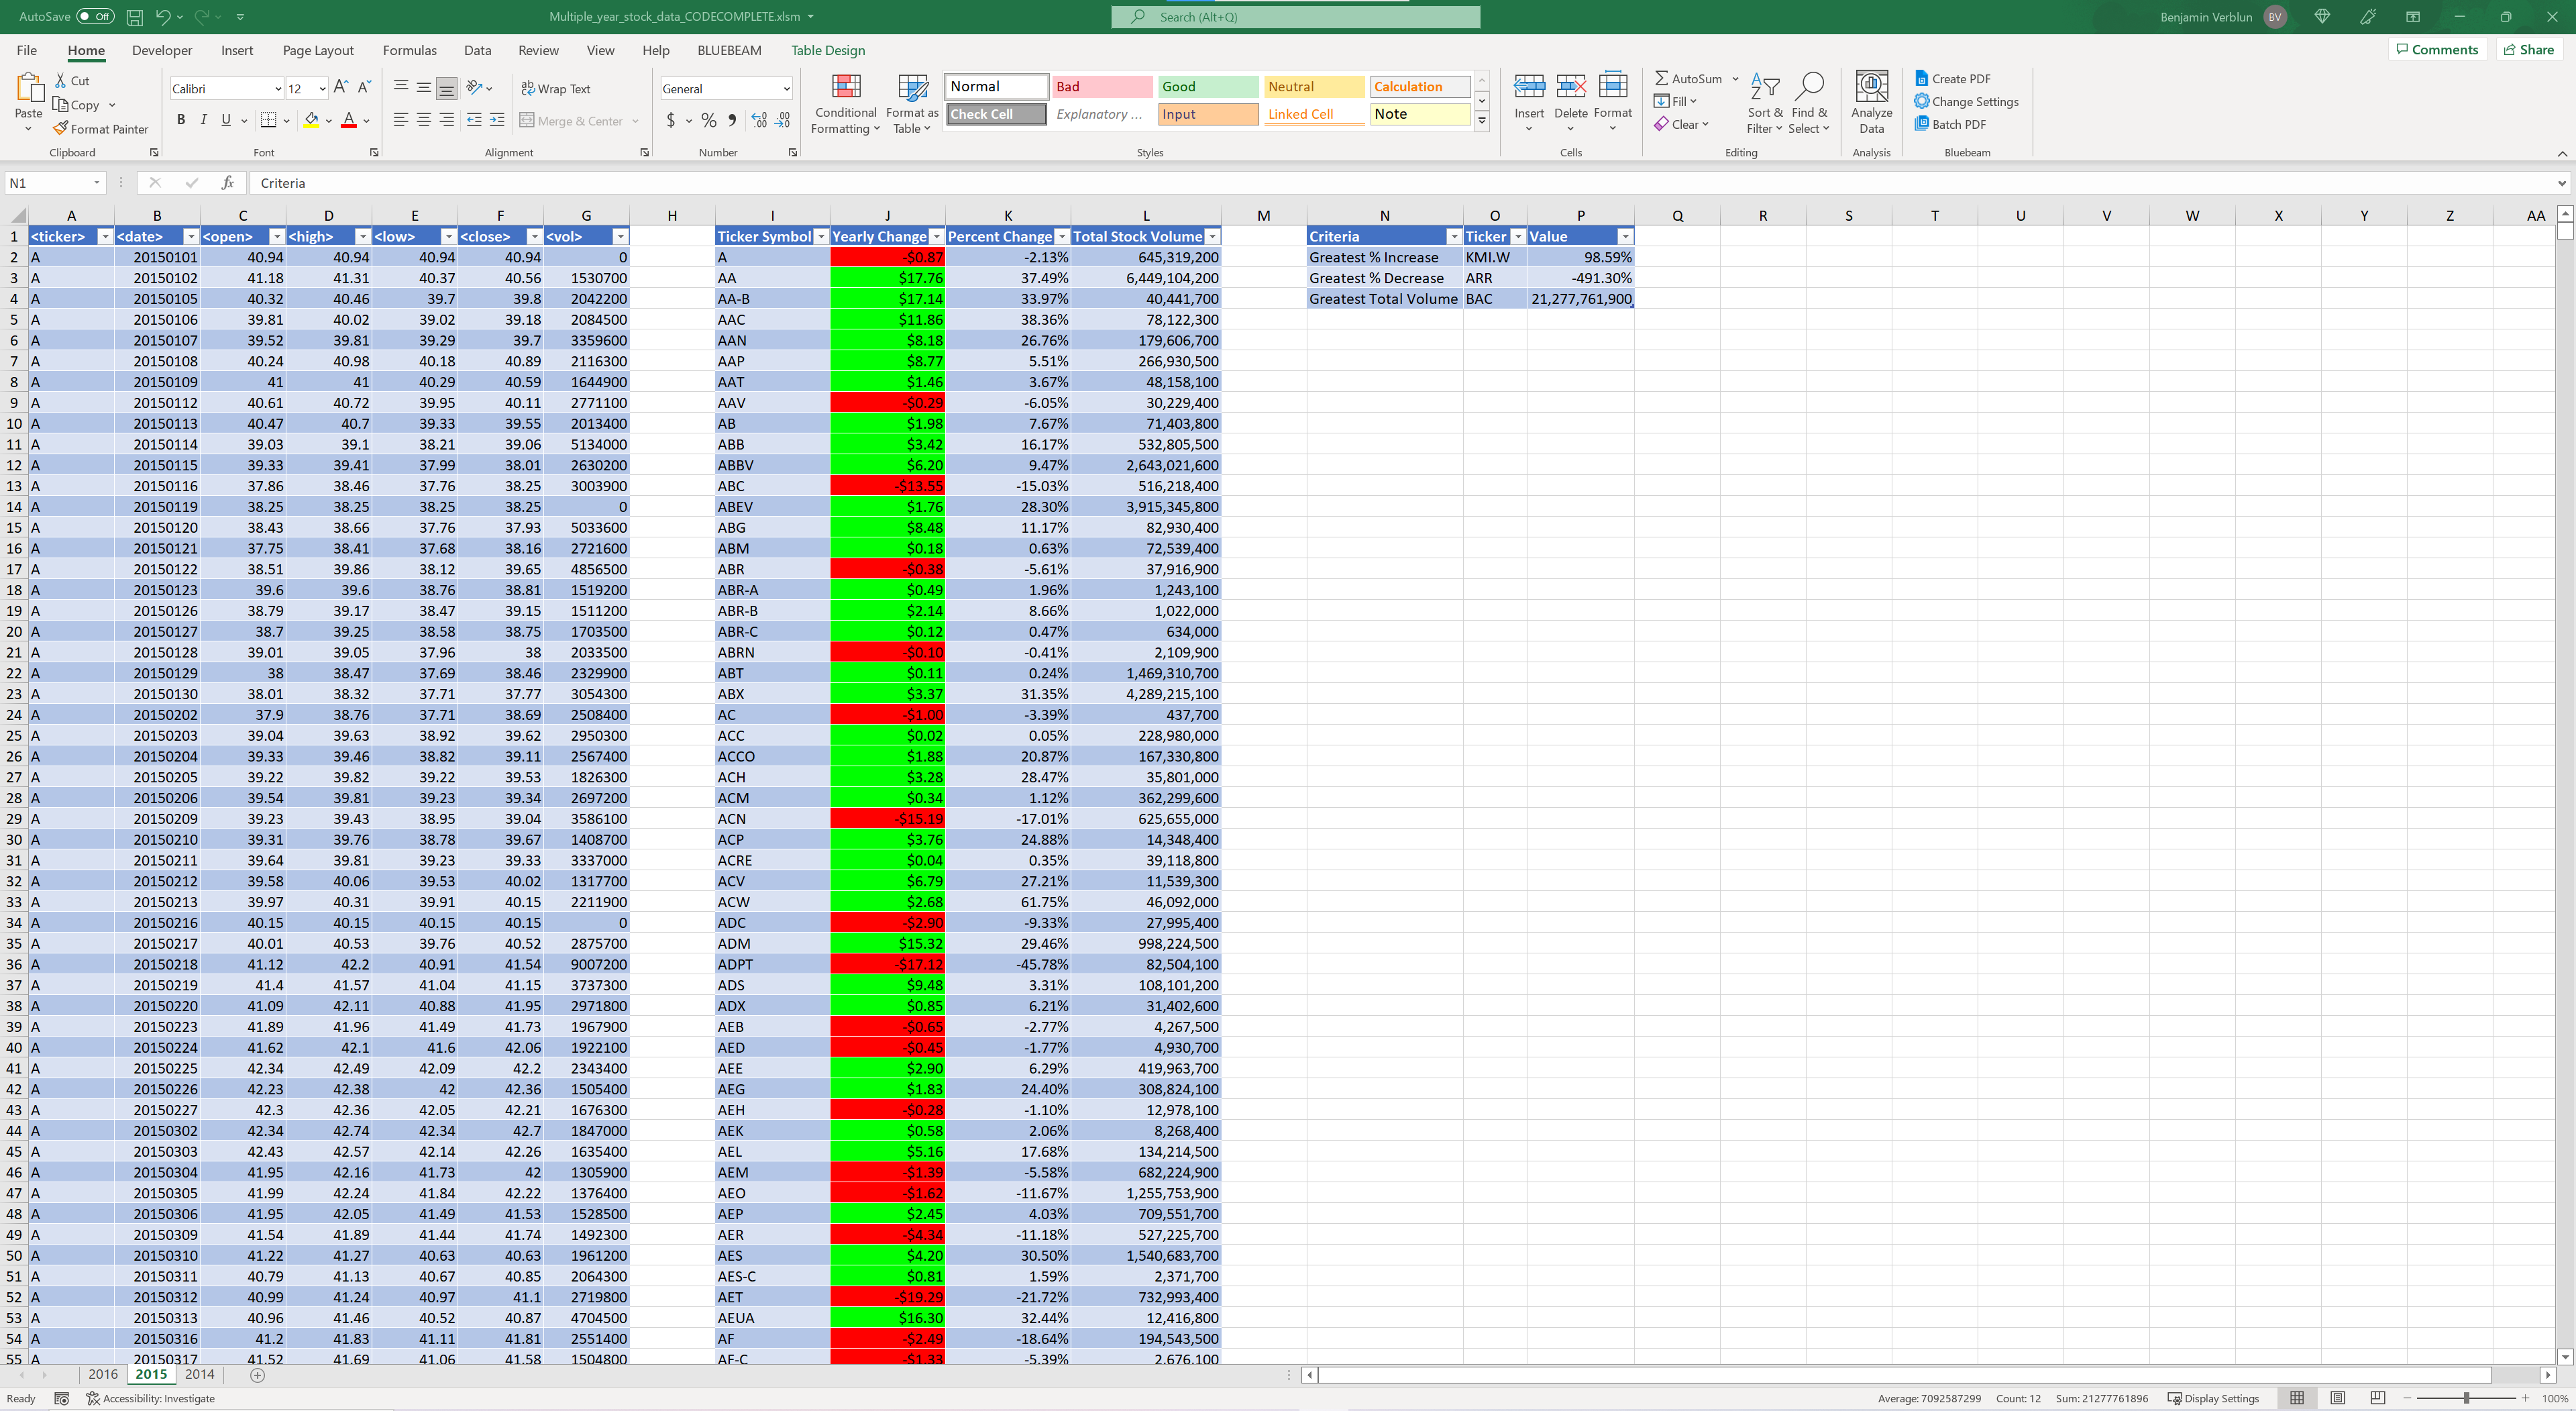 AutoSave Off Multiple_year_stock_data_CODECOMPLETE.xlsm Search (Alt+Q) Benjamin Verblun BV
File Home Developer Insert Page Layout Formulas Data Review View Help BLUEBEAM Table Design Comments Share
Paste Cut Copy Format Painter Clipboard
Calibri 12 B I U A Font
Wrap Text Merge & Center Alignment
General $ % Number
Conditional Formatting Format as Table
Normal Bad Good Neutral Calculation
Check Cell Explanatory ... Input Linked Cell Note
Styles
Insert Delete Format Cells
AutoSum Fill Clear Sort & Filter Find & Select Editing
Analyze Data Analysis
Create PDF Change Settings Batch PDF Bluebeam
N1 fx Criteria
A B C D E F G H I J K L M N O P Q R S T U V W X Y Z AA
1 <ticker> <date> <open> <high> <low> <close> <vol> Ticker Symbol Yearly Change Percent Change Total Stock Volume Criteria Ticker Value
2 A 20150101 40.94 40.94 40.94 40.94 0 A -$0.87 -2.13% 645,319,200 Greatest % Increase KMI.W 98.59%
3 A 20150102 41.18 41.31 40.37 40.56 1530700 AA $17.76 37.49% 6,449,104,200 Greatest % Decrease ARR -491.30%
4 A 20150105 40.32 40.46 39.7 39.8 2042200 AA-B $17.14 33.97% 40,441,700 Greatest Total Volume BAC 21,277,761,900
5 A 20150106 39.81 40.02 39.02 39.18 2084500 AAC $11.86 38.36% 78,122,300
6 A 20150107 39.52 39.81 39.29 39.7 3359600 AAN $8.18 26.76% 179,606,700
7 A 20150108 40.24 40.98 40.18 40.89 2116300 AAP $8.77 5.51% 266,930,500
8 A 20150109 41 41 40.29 40.59 1644900 AAT $1.46 3.67% 48,158,100
9 A 20150112 40.61 40.72 39.95 40.11 2771100 AAV -$0.29 -6.05% 30,229,400
10 A 20150113 40.47 40.7 39.33 39.55 2013400 AB $1.98 7.67% 71,403,800
11 A 20150114 39.03 39.1 38.21 39.06 5134000 ABB $3.42 16.17% 532,805,500
12 A 20150115 39.33 39.41 37.99 38.01 2630200 ABBV $6.20 9.47% 2,643,021,600
13 A 20150116 37.86 38.46 37.76 38.25 3003900 ABC -$13.55 -15.03% 516,218,400
14 A 20150119 38.25 38.25 38.25 38.25 0 ABEV $1.76 28.30% 3,915,345,800
15 A 20150120 38.43 38.66 37.76 37.93 5033600 ABG $8.48 11.17% 82,930,400
16 A 20150121 37.75 38.41 37.68 38.16 2721600 ABM $0.18 0.63% 72,539,400
17 A 20150122 38.51 39.86 38.12 39.65 4856500 ABR -$0.38 -5.61% 37,916,900
18 A 20150123 39.6 39.6 38.76 38.81 1519200 ABR-A $0.49 1.96% 1,243,100
19 A 20150126 38.79 39.17 38.47 39.15 1511200 ABR-B $2.14 8.66% 1,022,000
20 A 20150127 38.7 39.25 38.58 38.75 1703500 ABR-C $0.12 0.47% 634,000
21 A 20150128 39.01 39.05 37.96 38 2033500 ABRN -$0.10 -0.41% 2,109,900
22 A 20150129 38 38.47 37.69 38.46 2329900 ABT $0.11 0.24% 1,469,310,700
23 A 20150130 38.01 38.32 37.71 37.77 3054300 ABX $3.37 31.35% 4,289,215,100
24 A 20150202 37.9 38.76 37.71 38.69 2508400 AC -$1.00 -3.39% 437,700
25 A 20150203 39.04 39.63 38.92 39.62 2950300 ACC $0.02 0.05% 228,980,000
26 A 20150204 39.33 39.46 38.82 39.11 2567400 ACCO $1.88 20.87% 167,330,800
27 A 20150205 39.22 39.82 39.22 39.53 1826300 ACH $3.28 28.47% 35,801,000
28 A 20150206 39.54 39.81 39.23 39.34 2697200 ACM $0.34 1.12% 362,299,600
29 A 20150209 39.23 39.43 38.95 39.04 3586100 ACN -$15.19 -17.01% 625,655,000
30 A 20150210 39.31 39.76 38.78 39.67 1408700 ACP $3.76 24.88% 14,348,400
31 A 20150211 39.64 39.81 39.23 39.33 3337000 ACRE $0.04 0.35% 39,118,800
32 A 20150212 39.58 40.06 39.53 40.02 1317700 ACV $6.79 27.21% 11,539,300
33 A 20150213 39.97 40.31 39.91 40.15 2211900 ACW $2.68 61.75% 46,092,000
34 A 20150216 40.15 40.15 40.15 40.15 0 ADC -$2.90 -9.33% 27,995,400
35 A 20150217 40.01 40.53 39.76 40.52 2875700 ADM $15.32 29.46% 998,224,500
36 A 20150218 41.12 42.2 40.91 41.54 9007200 ADPT -$17.12 -45.78% 82,504,100
37 A 20150219 41.4 41.57 41.04 41.15 3737300 ADS $9.48 3.31% 108,101,200
38 A 20150220 41.09 42.11 40.88 41.95 2971800 ADX $0.85 6.21% 31,402,600
39 A 20150223 41.89 41.96 41.49 41.73 1967900 AEB -$0.65 -2.77% 4,267,500
40 A 20150224 41.62 42.1 41.6 42.06 1922100 AED -$0.45 -1.77% 4,930,700
41 A 20150225 42.34 42.49 42.09 42.2 2343400 AEE $2.90 6.29% 419,963,700
42 A 20150226 42.23 42.38 42 42.36 1505400 AEG $1.83 24.40% 308,824,100
43 A 20150227 42.3 42.36 42.05 42.21 1676300 AEH -$0.28 -1.10% 12,978,100
44 A 20150302 42.34 42.74 42.34 42.7 1847000 AEK $0.58 2.06% 8,268,400
45 A 20150303 42.43 42.57 42.14 42.26 1635400 AEL $5.16 17.68% 134,214,500
46 A 20150304 41.95 42.16 41.73 42 1305900 AEM -$1.39 -5.58% 682,224,900
47 A 20150305 41.99 42.24 41.84 42.22 1376400 AEO -$1.62 -11.67% 1,255,753,900
48 A 20150306 41.95 42.05 41.49 41.53 1528500 AEP $2.45 4.03% 709,551,700
49 A 20150309 41.54 41.89 41.44 41.74 1492300 AER -$4.34 -11.18% 527,225,700
50 A 20150310 41.22 41.27 40.63 40.63 1961200 AES $4.20 30.50% 1,540,683,700
51 A 20150311 40.79 41.13 40.67 40.85 2064300 AES-C $0.81 1.59% 2,371,700
52 A 20150312 40.99 41.24 40.97 41.1 2719800 AET -$19.29 -21.72% 732,993,400
53 A 20150313 40.96 41.46 40.52 40.87 4704500 AEUA $16.30 32.44% 12,416,800
54 A 20150316 41.2 41.83 41.11 41.81 2551400 AF -$2.49 -18.64% 194,543,500
55 A 20150317 41.52 41.69 41.06 41.58 1504800 AF-C -$1.33 -5.39% 2,676,100
2016 2015 2014
Ready Accessibility: Investigate Average: 7092587299 Count: 12 Sum: 21277761896 Display Settings 100%